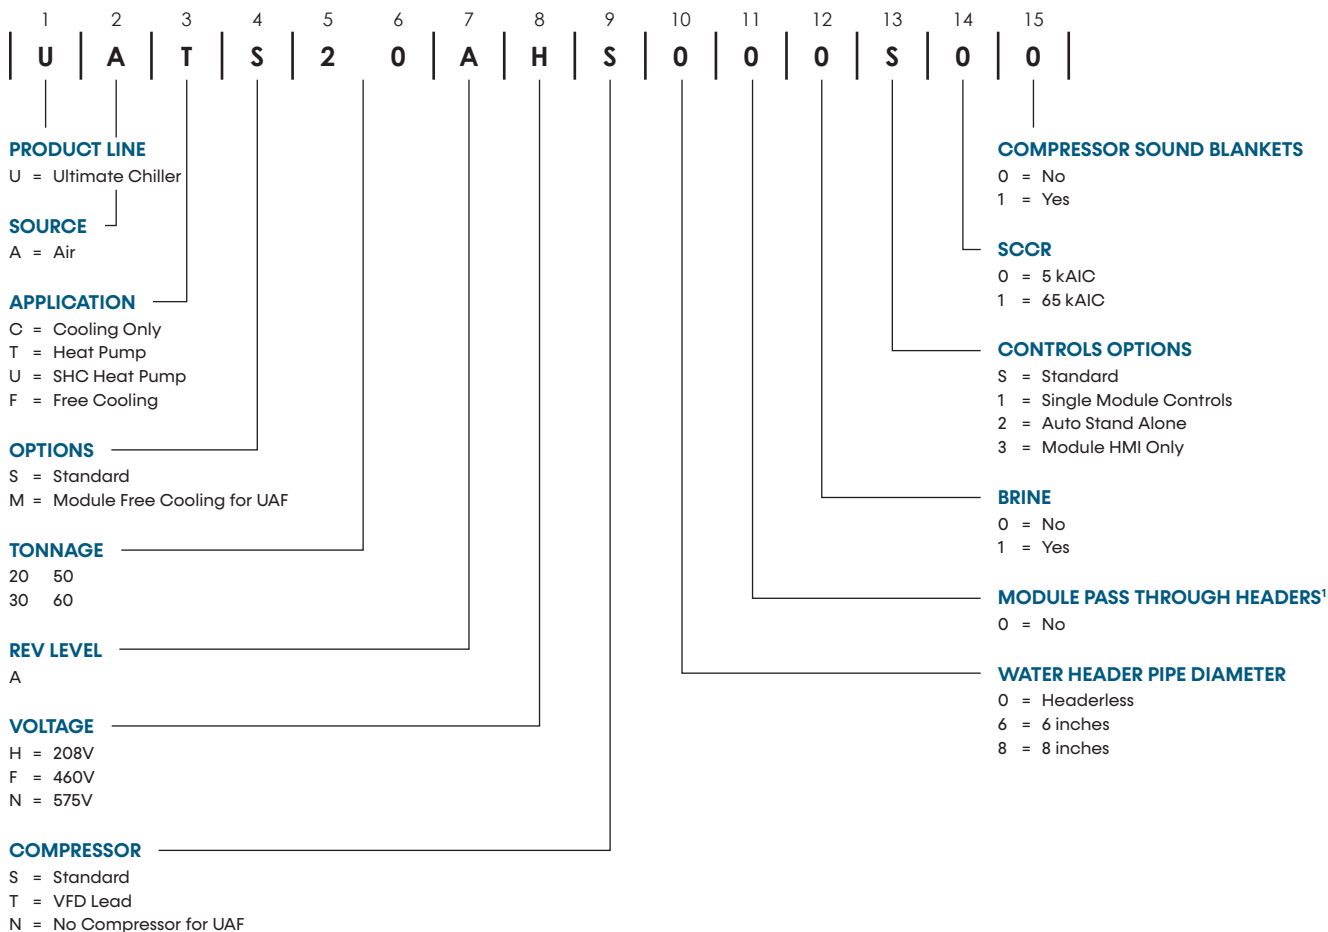 1 2 3 4 5 6 7 8 9 10 11 12 13 14 15
U A T S 2 0 A H S 0 0 0 S 0 0
PRODUCT LINE
U = Ultimate Chiller
SOURCE
A = Air
APPLICATION
C = Cooling Only
T = Heat Pump
U = SHC Heat Pump
F = Free Cooling
OPTIONS
S = Standard
M = Module Free Cooling for UAF
TONNAGE
20 50
30 60
REV LEVEL
A
VOLTAGE
H = 208V
F = 460V
N = 575V
COMPRESSOR
S = Standard
T = VFD Lead
N = No Compressor for UAF
COMPRESSOR SOUND BLANKETS
0 = No
1 = Yes
SCCR
0 = 5 kAIC
1 = 65 kAIC
CONTROLS OPTIONS
S = Standard
1 = Single Module Controls
2 = Auto Stand Alone
3 = Module HMI Only
BRINE
0 = No
1 = Yes
MODULE PASS THROUGH HEADERS¹
0 = No
WATER HEADER PIPE DIAMETER
0 = Headerless
6 = 6 inches
8 = 8 inches